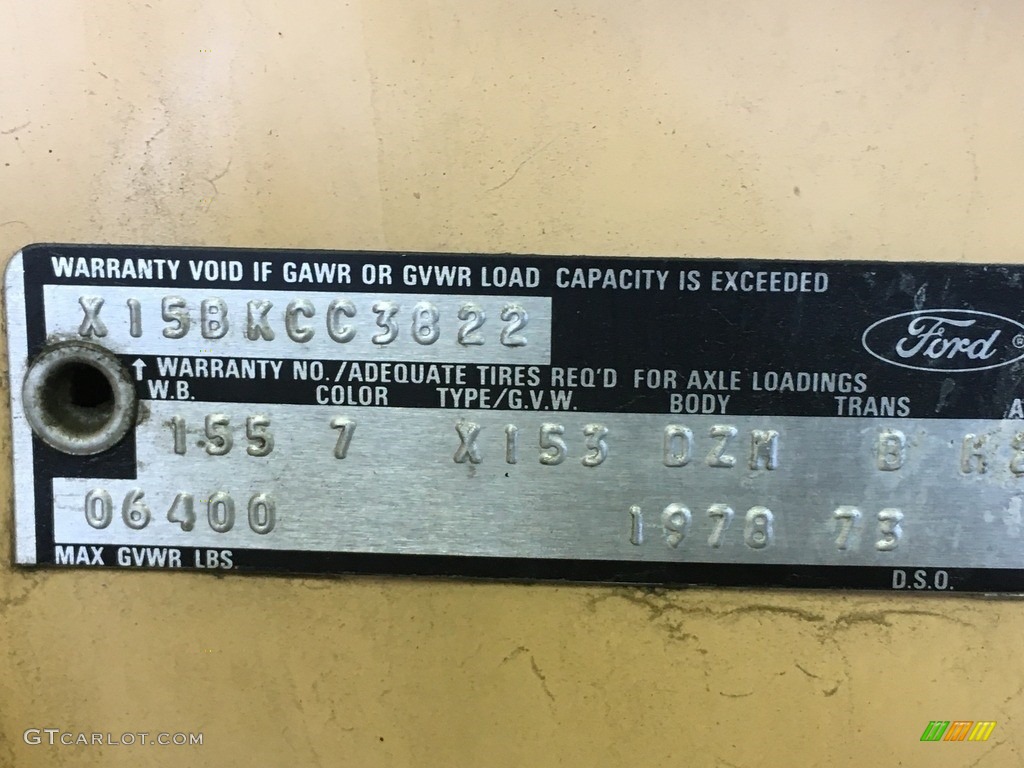 WARRANTY VOID IF GAWR OR GVWR LOAD CAPACITY IS EXCEEDED
X15BKCC3822
Ford ®
↑ WARRANTY NO./ADEQUATE TIRES REQ'D FOR AXLE LOADINGS
W.B. COLOR TYPE/G.V.W. BODY TRANS A
155 7 X153 DZM B H
06400 1978 73
MAX GVWR LBS. D.S.O.
GTCARLOT.COM